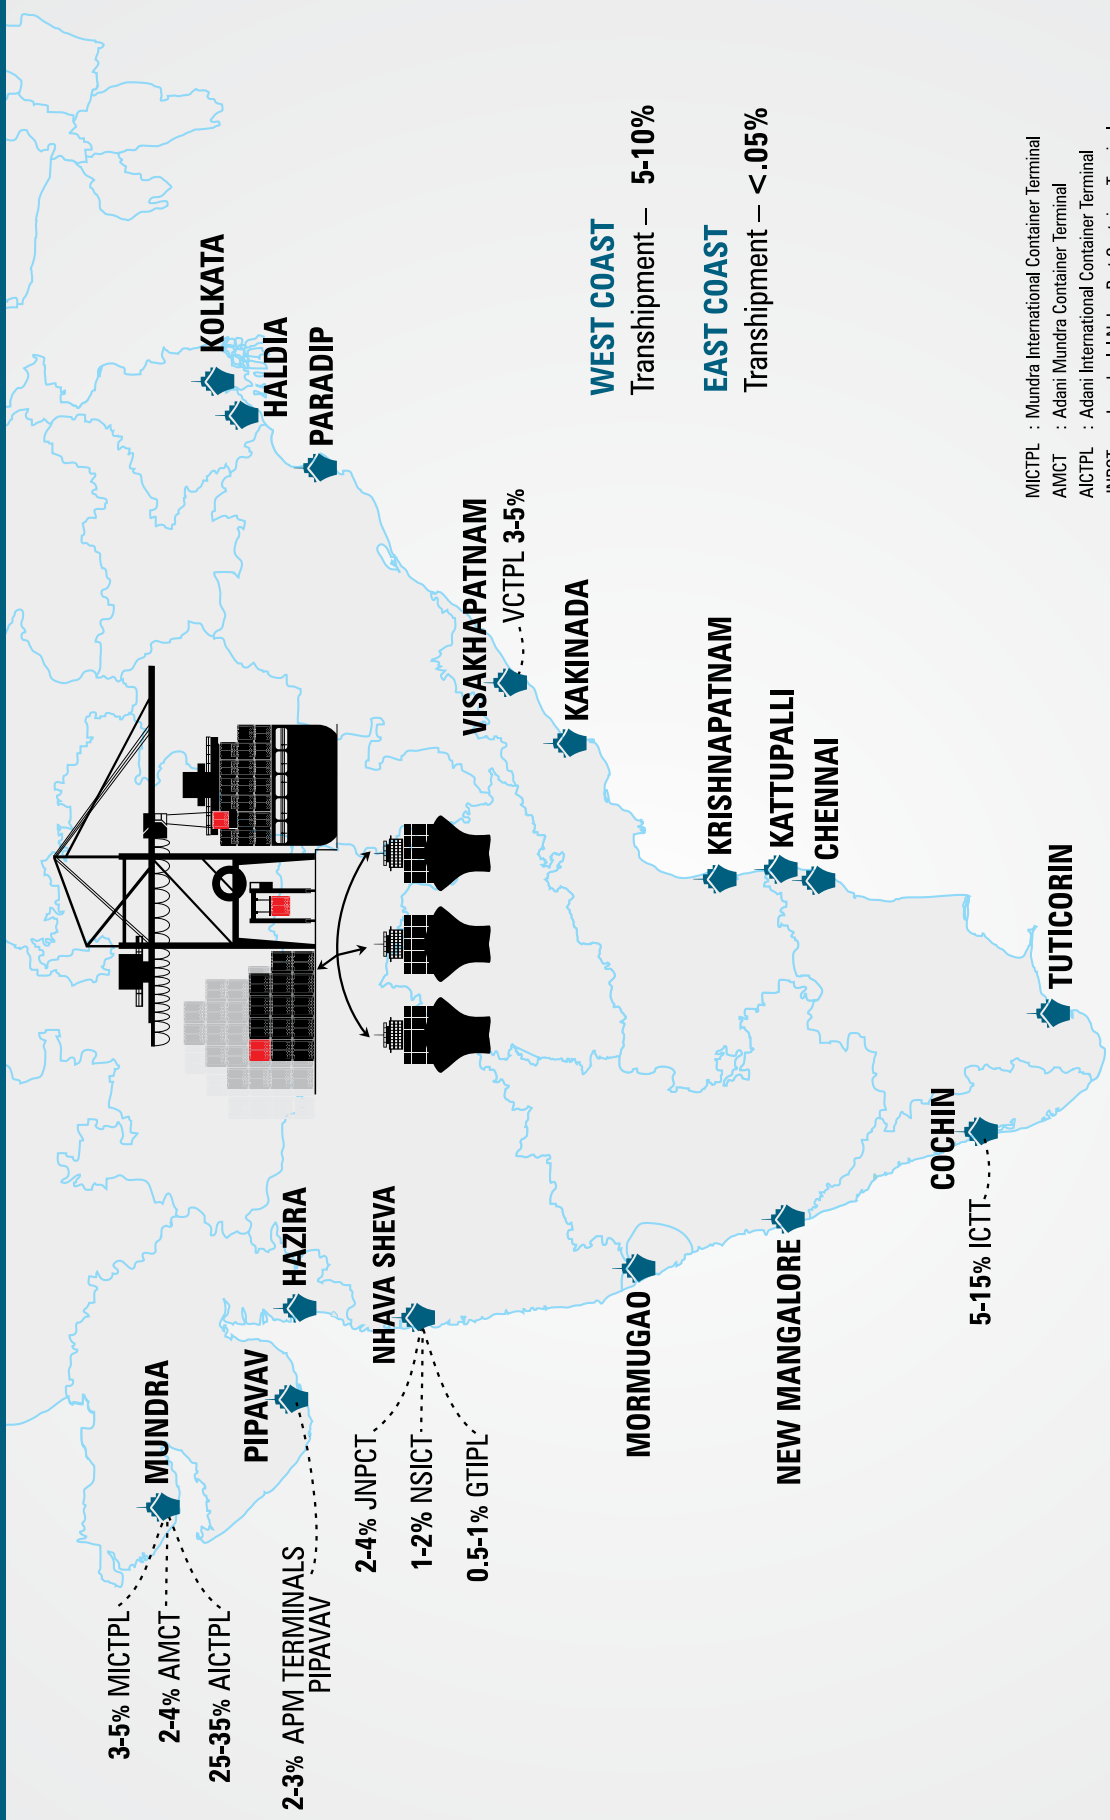 MUNDRA
3-5% MICTPL
2-4% AMCT
25-35% AICTPL
PIPAVAV
2-3% APM TERMINALS
PIPAVAV
HAZIRA
NHAVA SHEVA
2-4% JNPCT
1-2% NSICT
0.5-1% GTIPL
MORMUGAO
NEW MANGALORE
COCHIN
5-15% ICTT
TUTICORIN
CHENNAI
KATTUPALLI
KRISHNAPATNAM
KAKINADA
VISAKHAPATNAM
VCTPL 3-5%
PARADIP
HALDIA
KOLKATA
WEST COAST
Transhipment – 5-10%
EAST COAST
Transhipment – <.05%
MICTPL : Mundra International Container Terminal
AMCT : Adani Mundra Container Terminal
AICTPL : Adani International Container Terminal